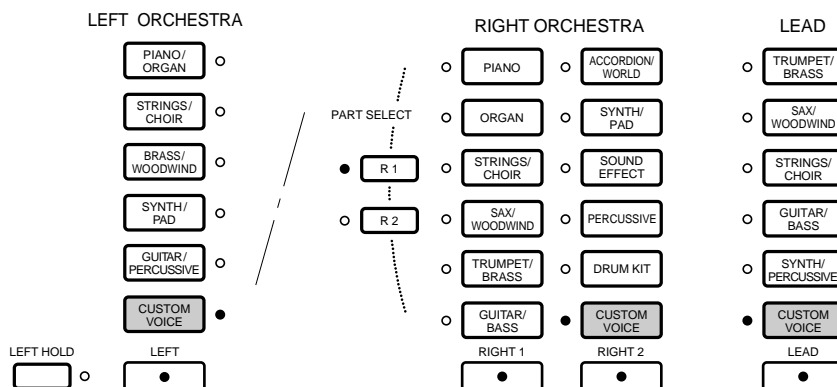 LEFT ORCHESTRA
PIANO/
ORGAN
STRINGS/
CHOIR
BRASS/
WOODWIND
SYNTH/
PAD
GUITAR/
PERCUSSIVE
CUSTOM
VOICE
LEFT HOLD
LEFT
PART SELECT
R 1
R 2
RIGHT ORCHESTRA
PIANO
ORGAN
STRINGS/
CHOIR
SAX/
WOODWIND
TRUMPET/
BRASS
GUITAR/
BASS
RIGHT 1
ACCORDION/
WORLD
SYNTH/
PAD
SOUND
EFFECT
PERCUSSIVE
DRUM KIT
CUSTOM
VOICE
RIGHT 2
LEAD
TRUMPET/
BRASS
SAX/
WOODWIND
STRINGS/
CHOIR
GUITAR/
BASS
SYNTH/
PERCUSSIVE
CUSTOM
VOICE
LEAD